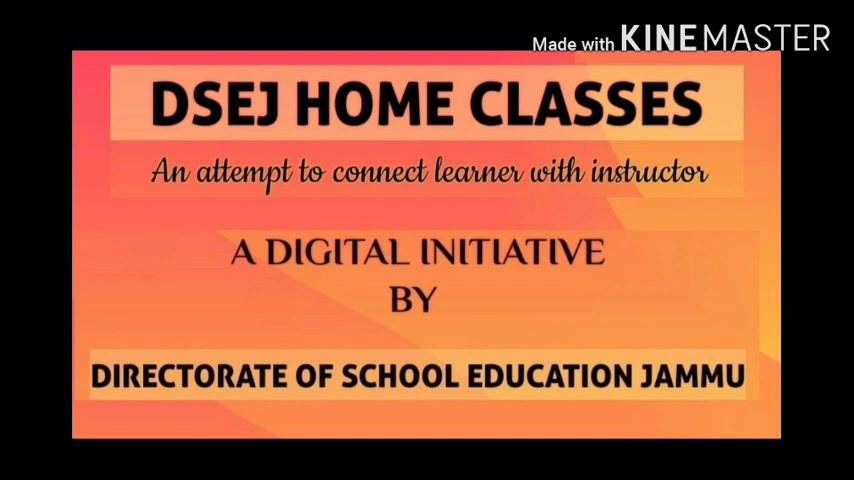 Made with KINEMASTER
DSEJ HOME CLASSES
An attempt to connect learner with instructor
A DIGITAL INITIATIVE
BY
DIRECTORATE OF SCHOOL EDUCATION JAMMU